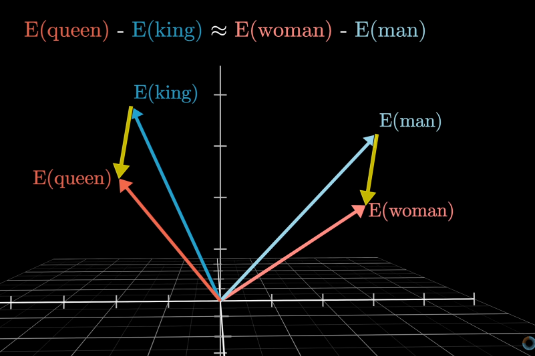 E(queen) - E(king) ≈ E(woman) - E(man)
E(king)
E(man)
E(queen)
E(woman)